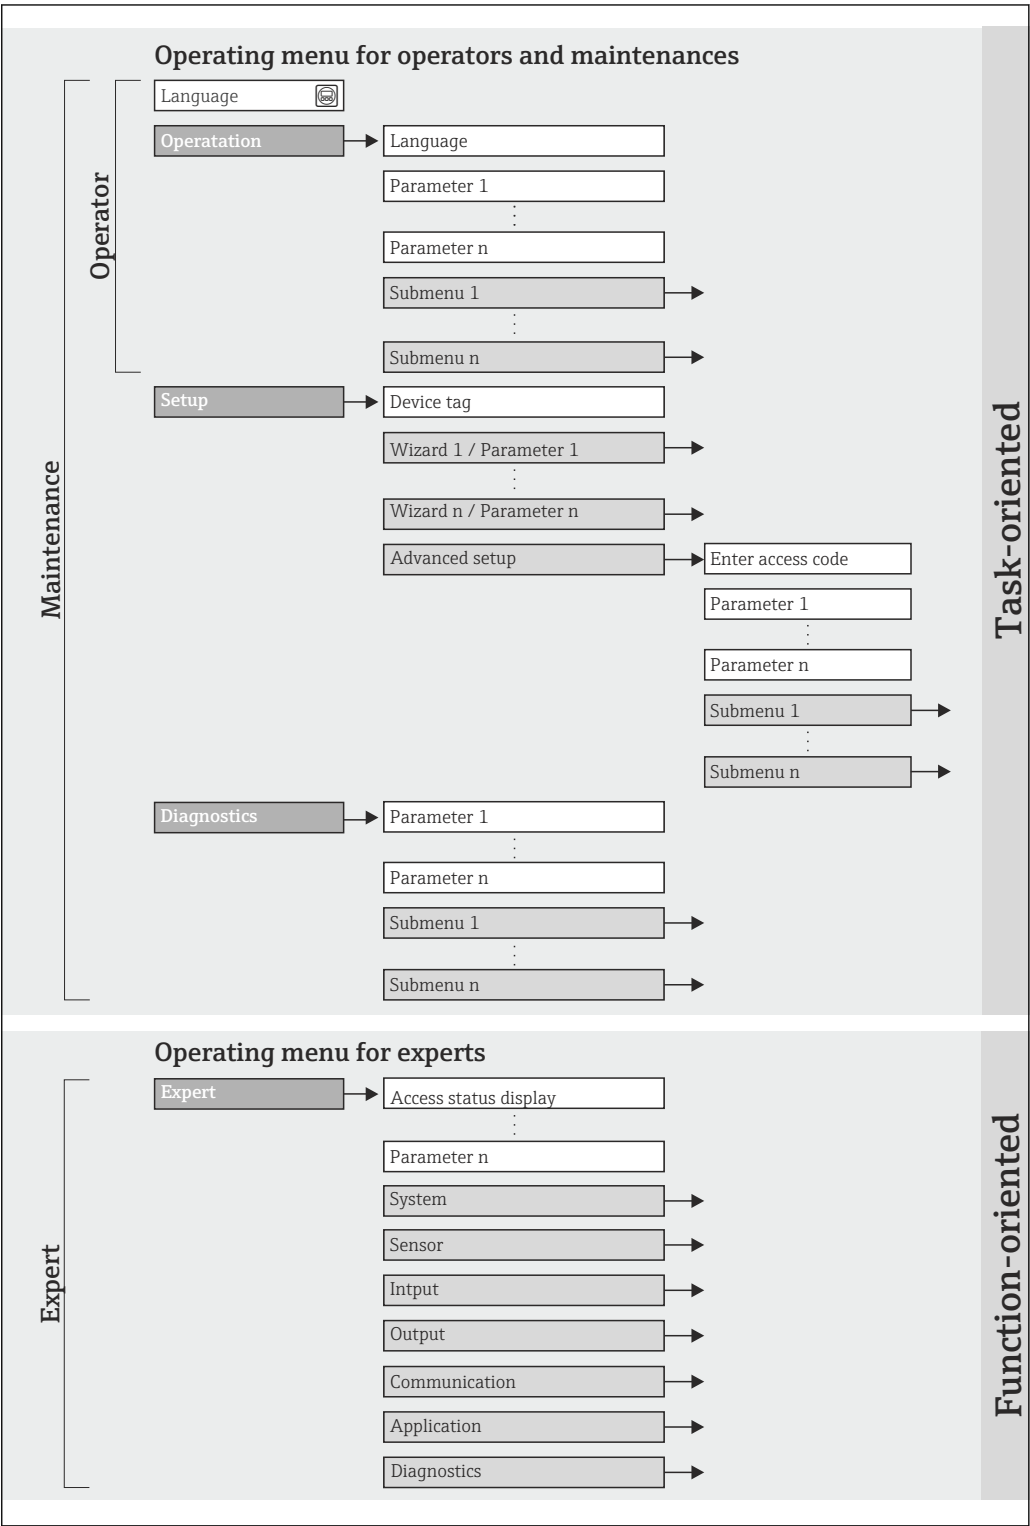 Operating menu for operators and maintenances
Language
Operatation
Language
Parameter 1
Parameter n
Submenu 1
Submenu n
Operator
Setup
Device tag
Wizard 1 / Parameter 1
Wizard n / Parameter n
Advanced setup
Enter access code
Parameter 1
Parameter n
Submenu 1
Submenu n
Maintenance
Task-oriented
Diagnostics
Parameter 1
Parameter n
Submenu 1
Submenu n
Operating menu for experts
Expert
Access status display
Parameter n
System
Sensor
Intput
Output
Communication
Application
Diagnostics
Expert
Function-oriented